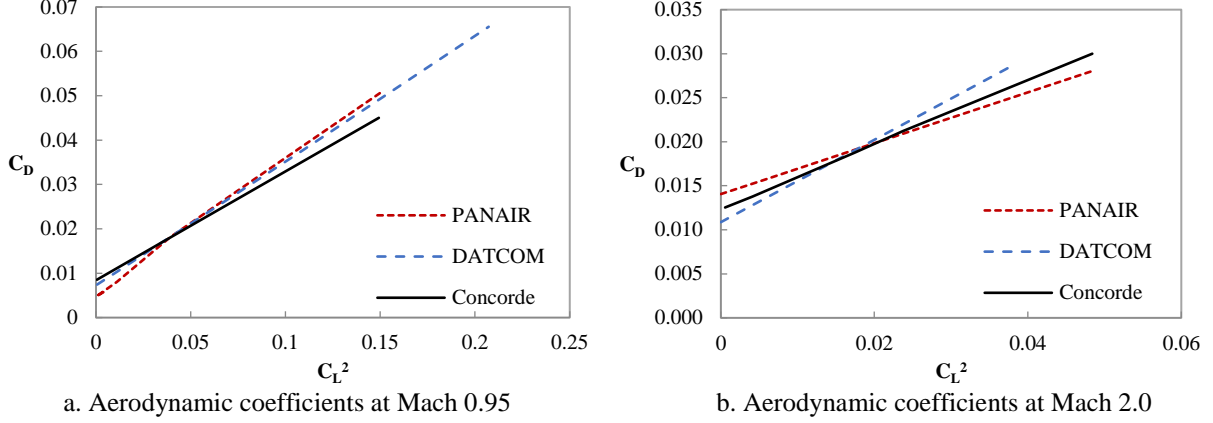 0.07
0.06
0.05
0.04
0.03
0.02
0.01
0
C_D
0
0.05
0.1
0.15
0.2
0.25
C_L²
PANAIR
DATCOM
Concorde
a. Aerodynamic coefficients at Mach 0.95
0.035
0.030
0.025
0.020
0.015
0.010
0.005
0.000
C_D
0
0.02
0.04
0.06
C_L²
PANAIR
DATCOM
Concorde
b. Aerodynamic coefficients at Mach 2.0